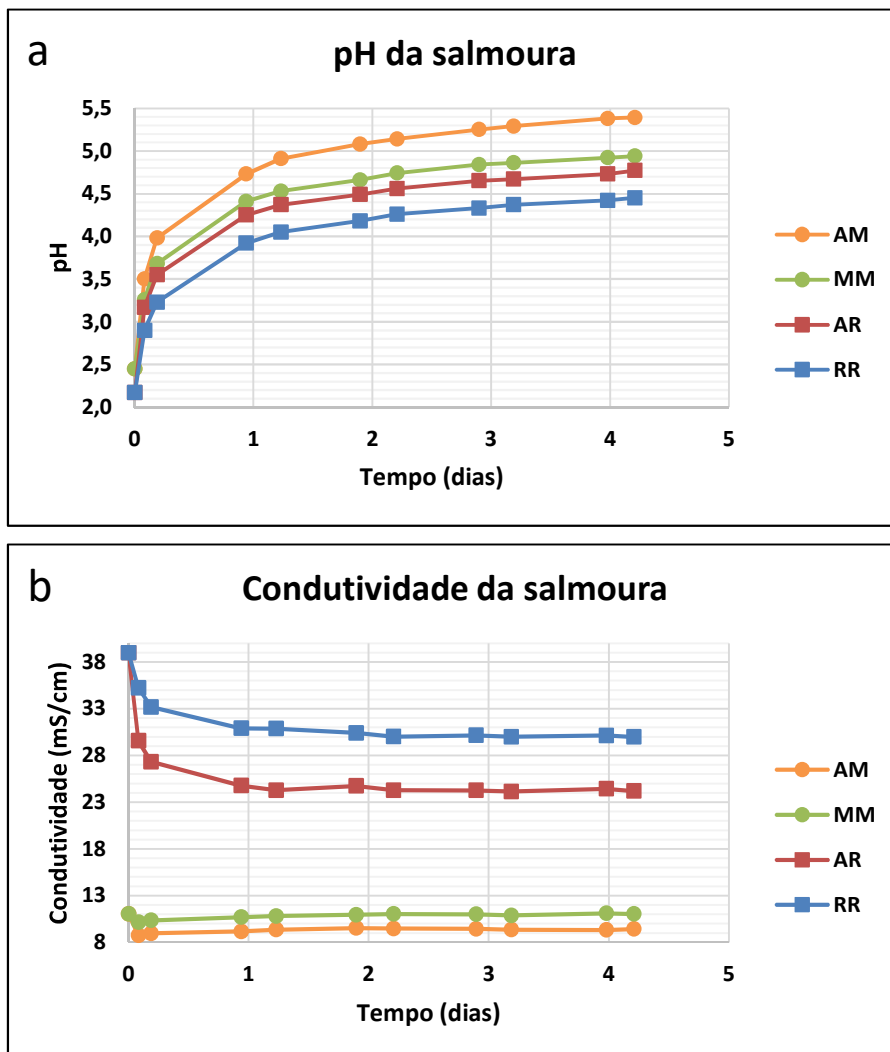 a
pH da salmoura
pH
5,5
5,0
4,5
4,0
3,5
3,0
2,5
2,0
0 1 2 3 4 5
Tempo (dias)
AM
MM
AR
RR
b
Condutividade da salmoura
Condutividade (mS/cm)
38
33
28
23
18
13
8
0 1 2 3 4 5
Tempo (dias)
AM
MM
AR
RR